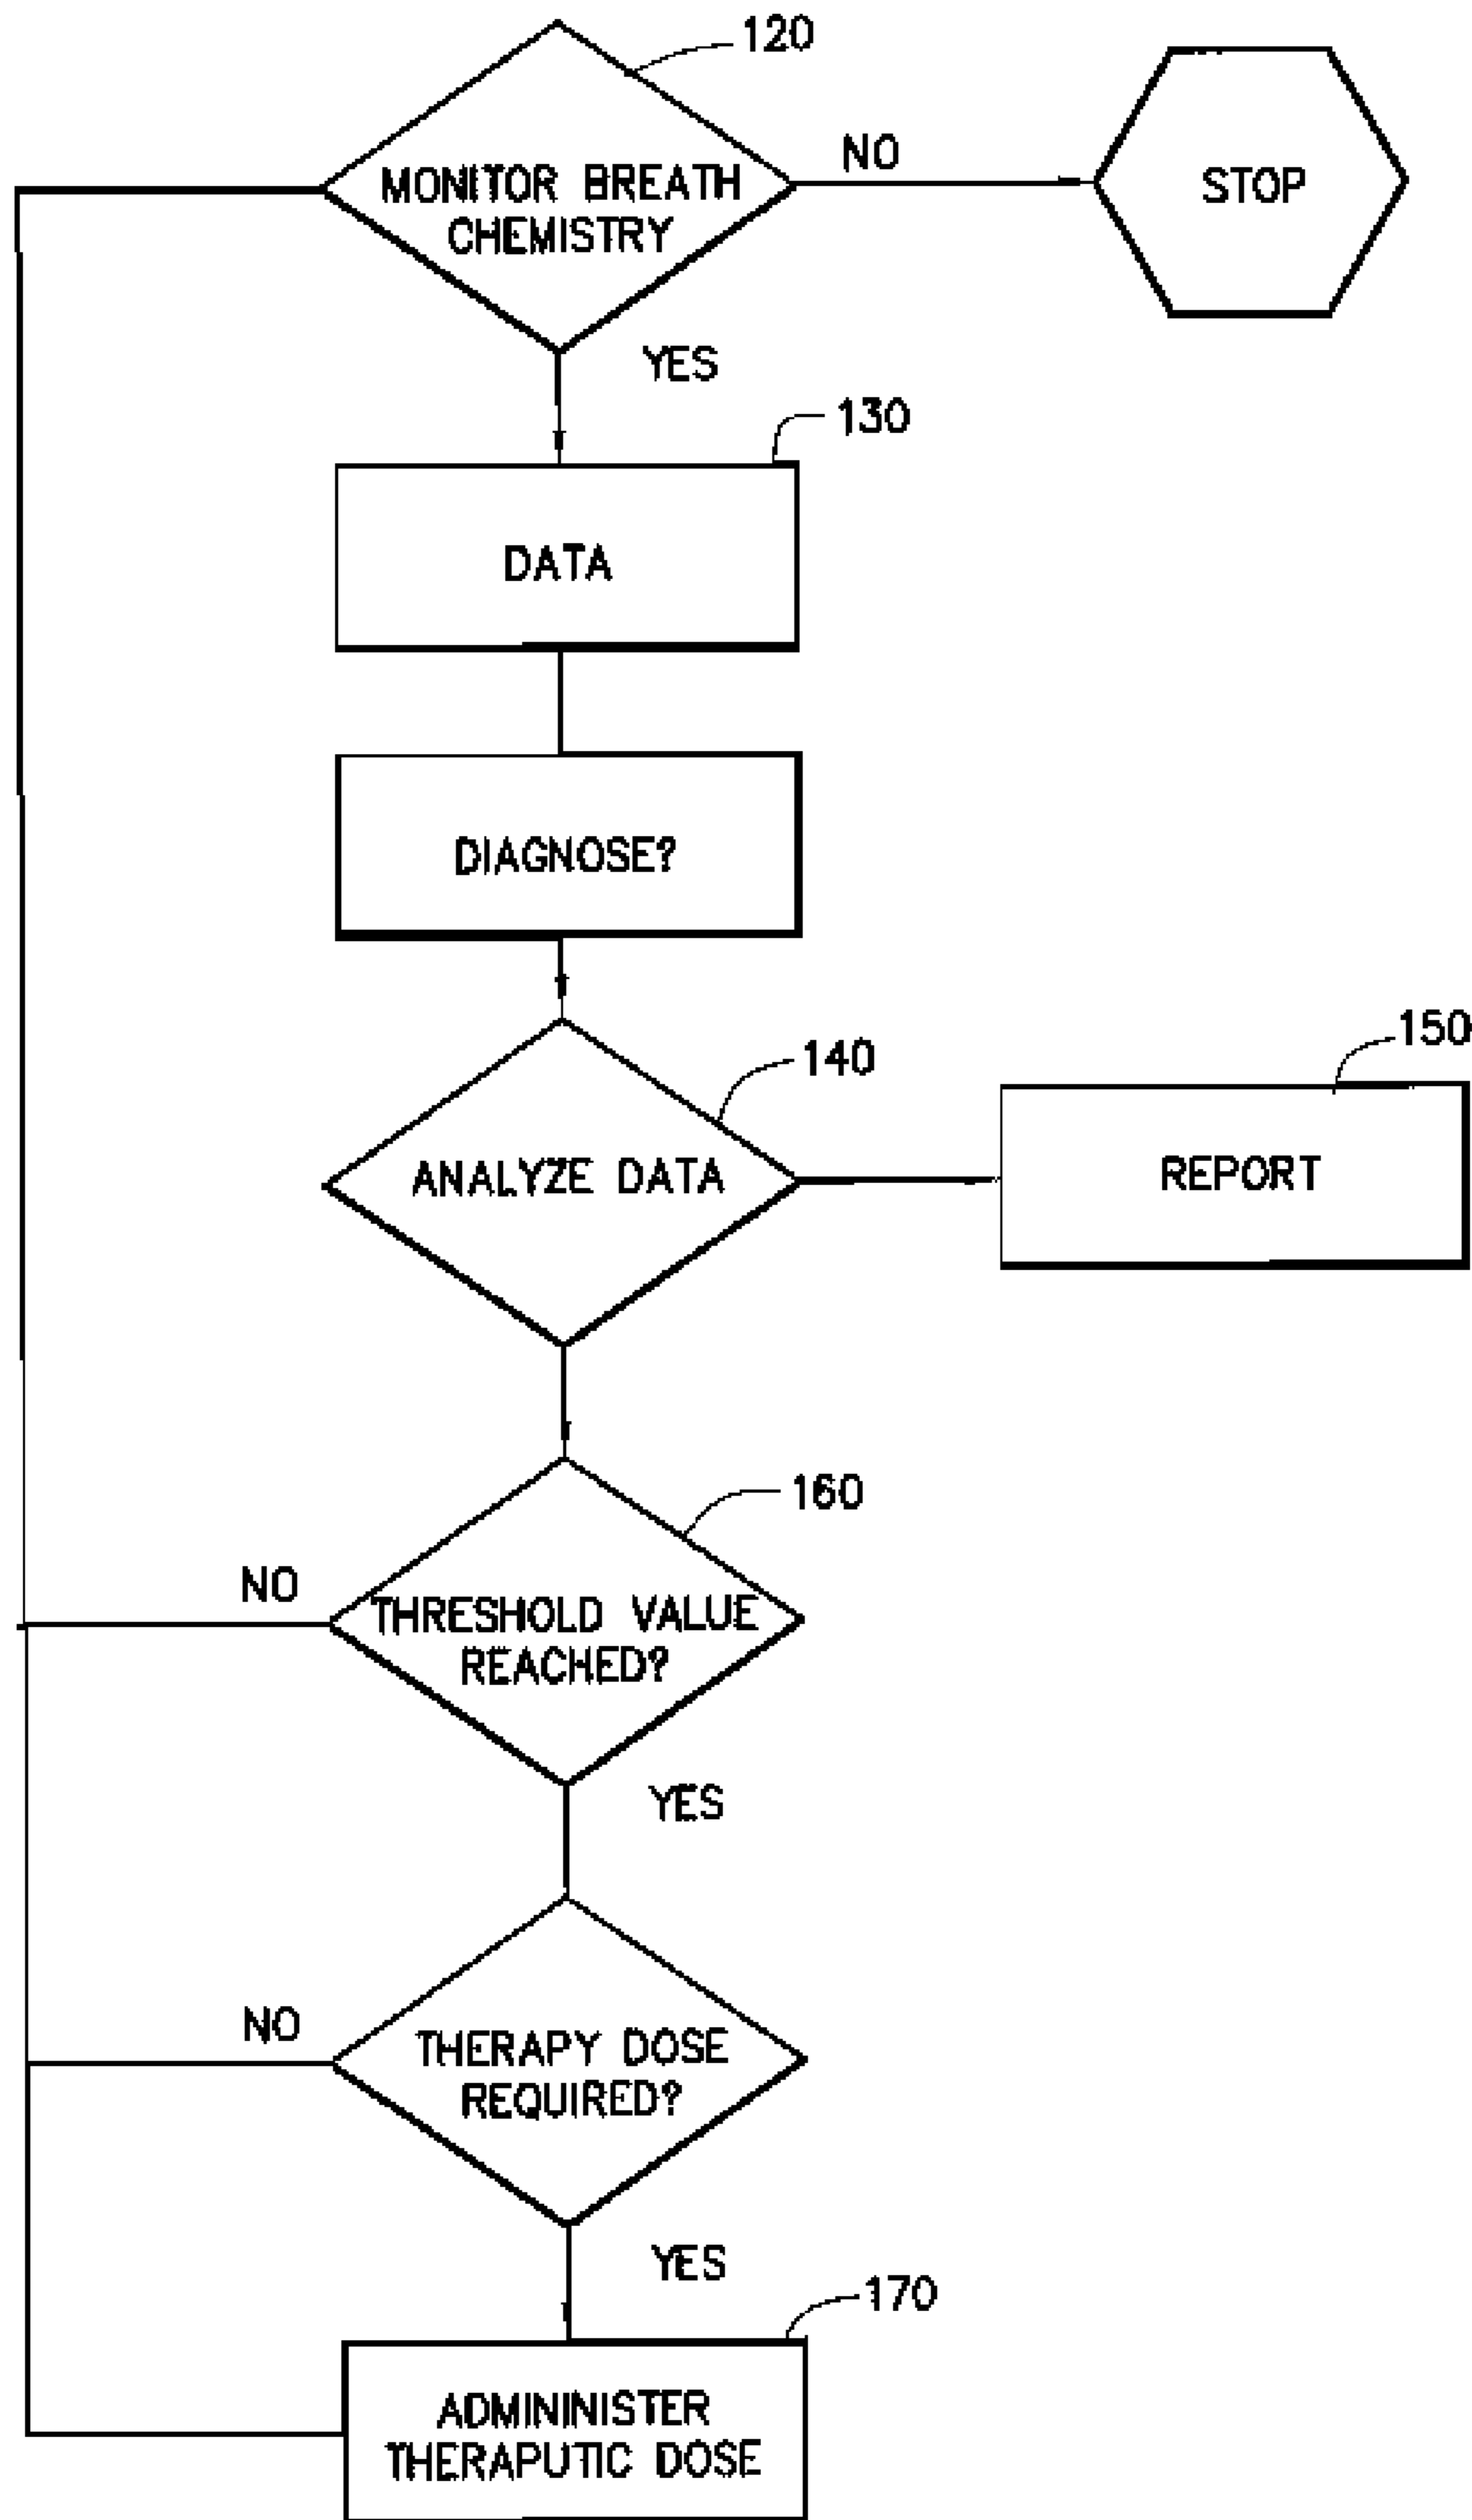 120
NO
MONITOR BREATH
CHEMISTRY
STOP
YES
130
DATA
DIAGNOSE?
150
140
ANALYZE DATA
REPORT
160
NO
THRESHOLD VALUE
REACHED?
YES
NO
THERAPY DOSE
REQUIRED?
YES
170
ADMININISTER
THERAPUTIC DOSE